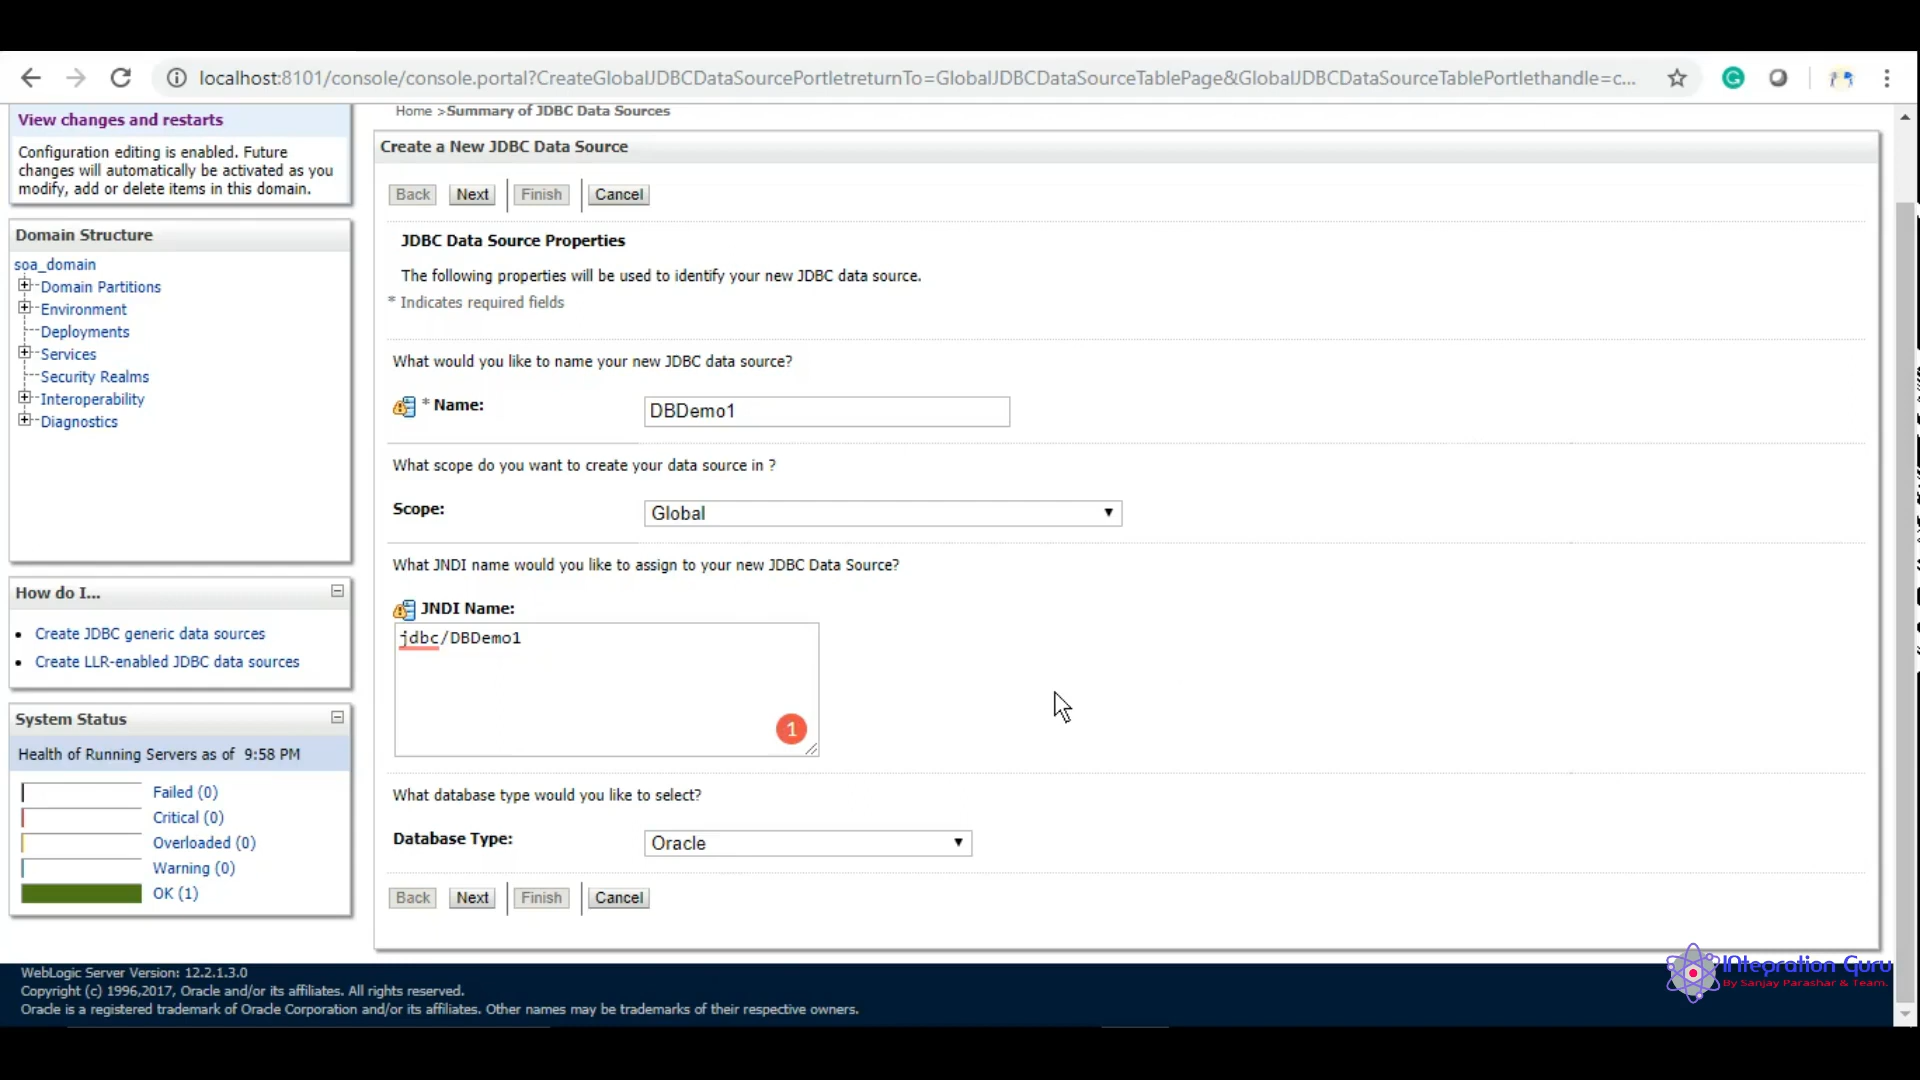 localhost:8101/console/console.portal?CreateGlobalJDBCDataSourcePortletreturnTo=GlobalJDBCDataSourceTablePage&GlobalJDBCDataSourceTablePortlethandle=c...
View changes and restarts
Configuration editing is enabled. Future
changes will automatically be activated as you
modify, add or delete items in this domain.
Domain Structure
soa_domain
Domain Partitions
Environment
Deployments
Services
Security Realms
Interoperability
Diagnostics
How do I...
Create JDBC generic data sources
Create LLR-enabled JDBC data sources
System Status
Health of Running Servers as of 9:58 PM
Failed (0)
Critical (0)
Overloaded (0)
Warning (0)
OK (1)
Home >Summary of JDBC Data Sources
Create a New JDBC Data Source
Back Next Finish Cancel
JDBC Data Source Properties
The following properties will be used to identify your new JDBC data source.
* Indicates required fields
What would you like to name your new JDBC data source?
* Name: DBDemo1
What scope do you want to create your data source in ?
Scope: Global
What JNDI name would you like to assign to your new JDBC Data Source?
JNDI Name:
jdbc/DBDemo1
1
What database type would you like to select?
Database Type: Oracle
Back Next Finish Cancel
WebLogic Server Version: 12.2.1.3.0
Copyright (c) 1996,2017, Oracle and/or its affiliates. All rights reserved.
Oracle is a registered trademark of Oracle Corporation and/or its affiliates. Other names may be trademarks of their respective owners.
INtegration Guru
By Sanjay Parashar & Team.